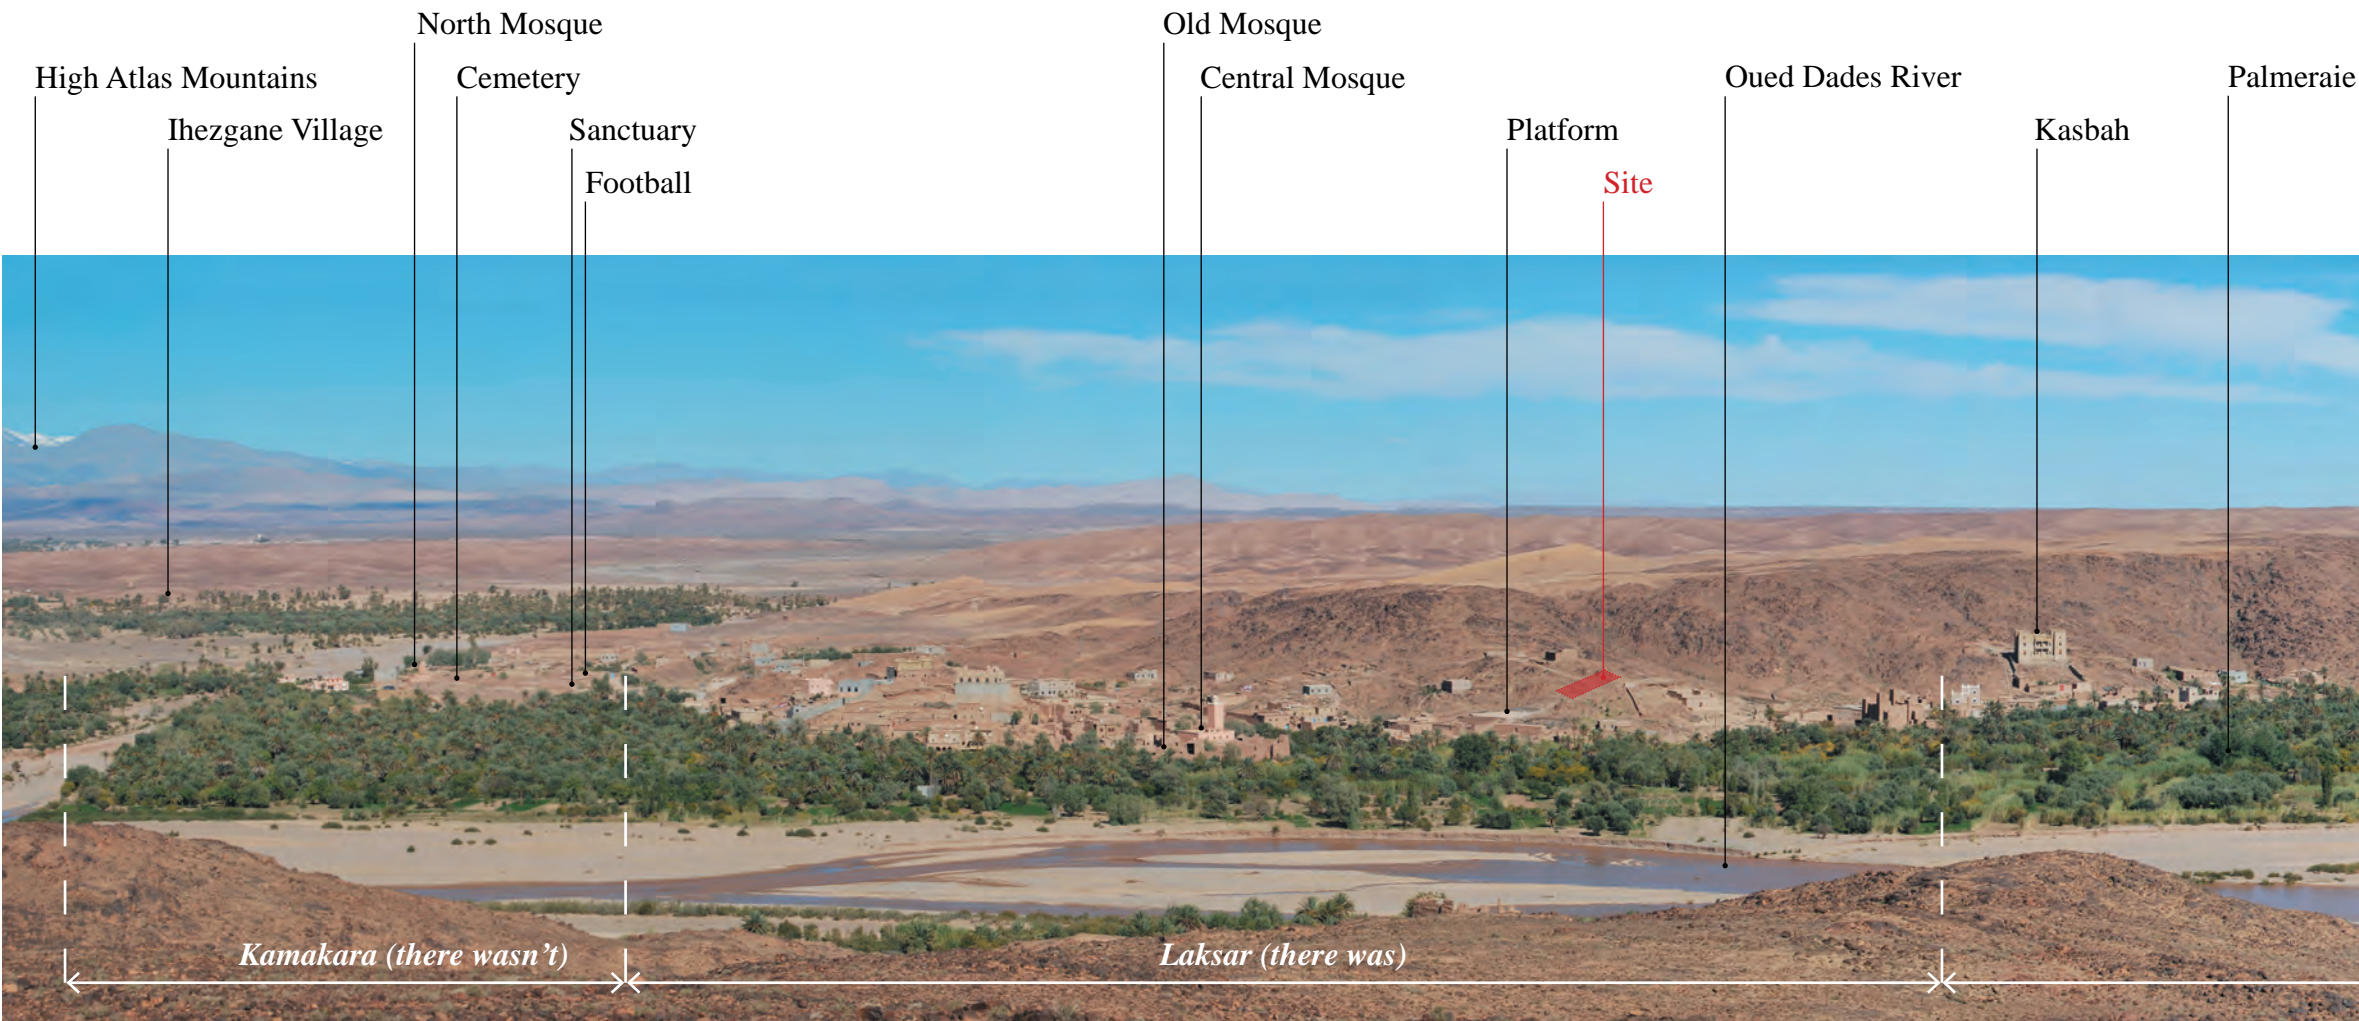 North Mosque
Old Mosque
High Atlas Mountains
Cemetery
Central Mosque
Oued Dades River
Palmeraie
Ihezgane Village
Sanctuary
Platform
Kasbah
Football
Site
Kamakara (there wasn’t)
Laksar (there was)